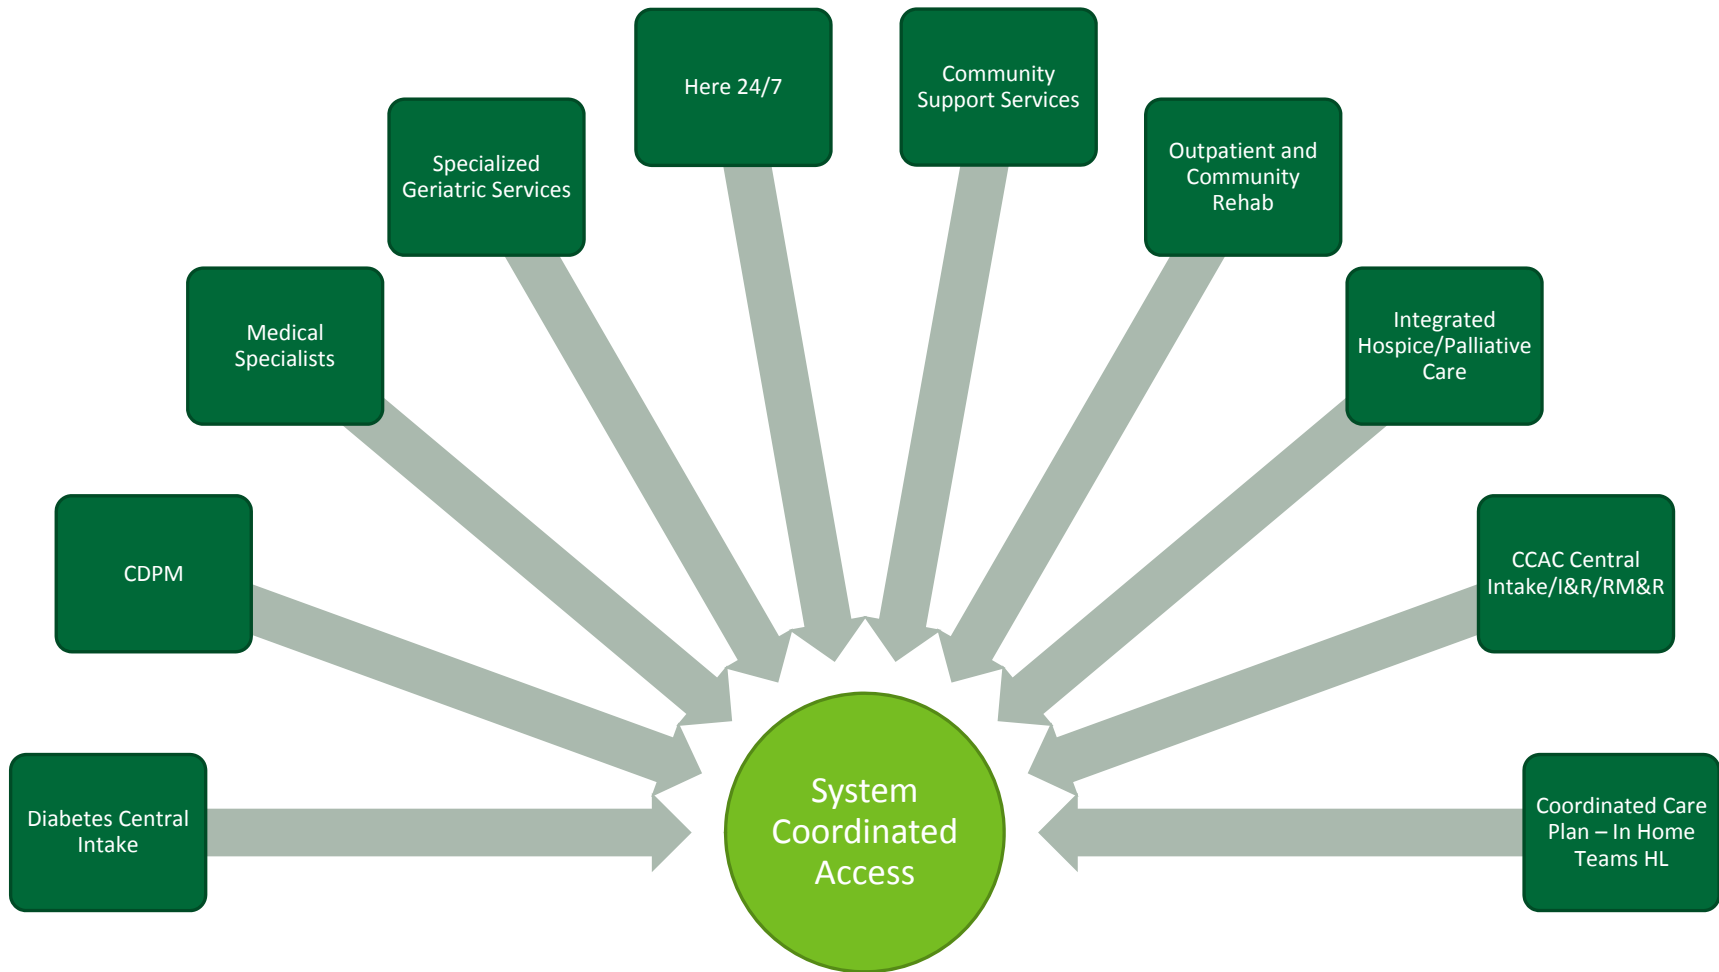 Here 24/7
Community
Support Services
Specialized
Geriatric Services
Outpatient and
Community
Rehab
Medical
Specialists
Integrated
Hospice/Palliative
Care
CDPM
CCAC Central
Intake/I&R/RM&R
Diabetes Central
Intake
System
Coordinated
Access
Coordinated Care
Plan – In Home
Teams HL